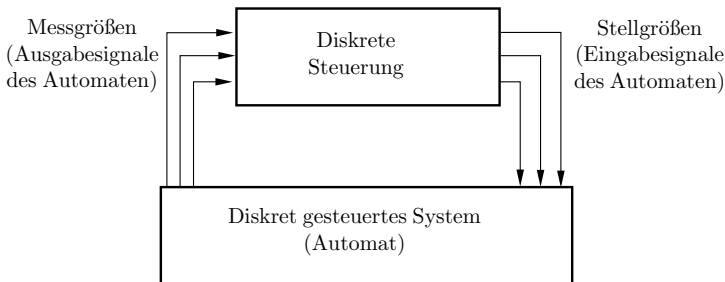 Messgrößen
(Ausgabesignale
des Automaten)
Diskrete
Steuerung
Stellgrößen
(Eingabesignale
des Automaten)
Diskret gesteuertes System
(Automat)